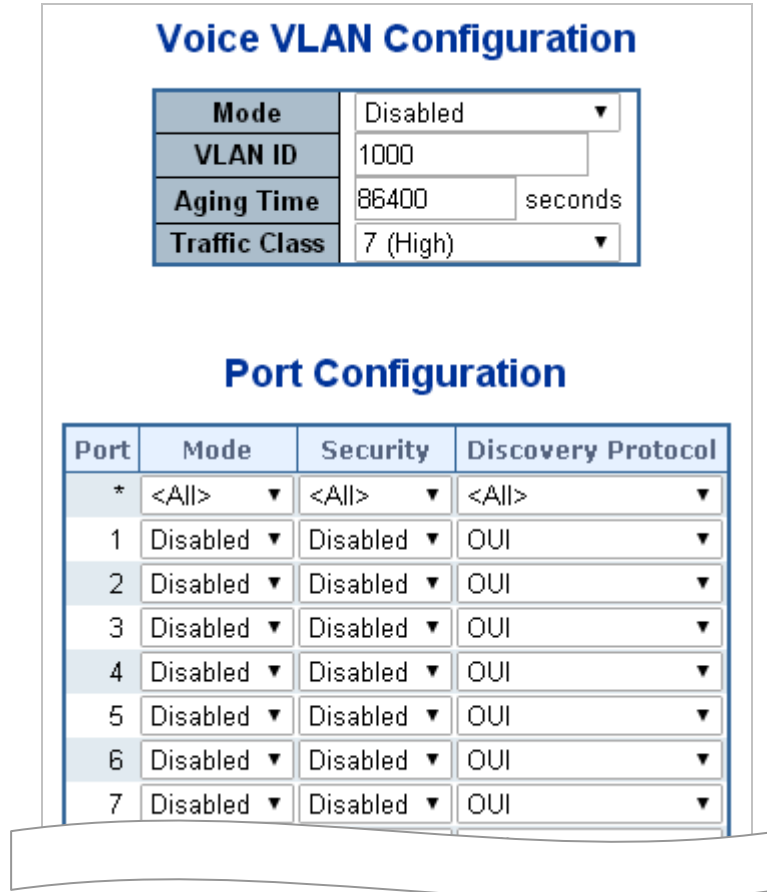 Voice VLAN Configuration
Mode Disabled
VLAN ID 1000
Aging Time 86400 seconds
Traffic Class 7 (High)
Port Configuration
Port Mode Security Discovery Protocol
* <All> <All> <All>
1 Disabled Disabled OUI
2 Disabled Disabled OUI
3 Disabled Disabled OUI
4 Disabled Disabled OUI
5 Disabled Disabled OUI
6 Disabled Disabled OUI
7 Disabled Disabled OUI